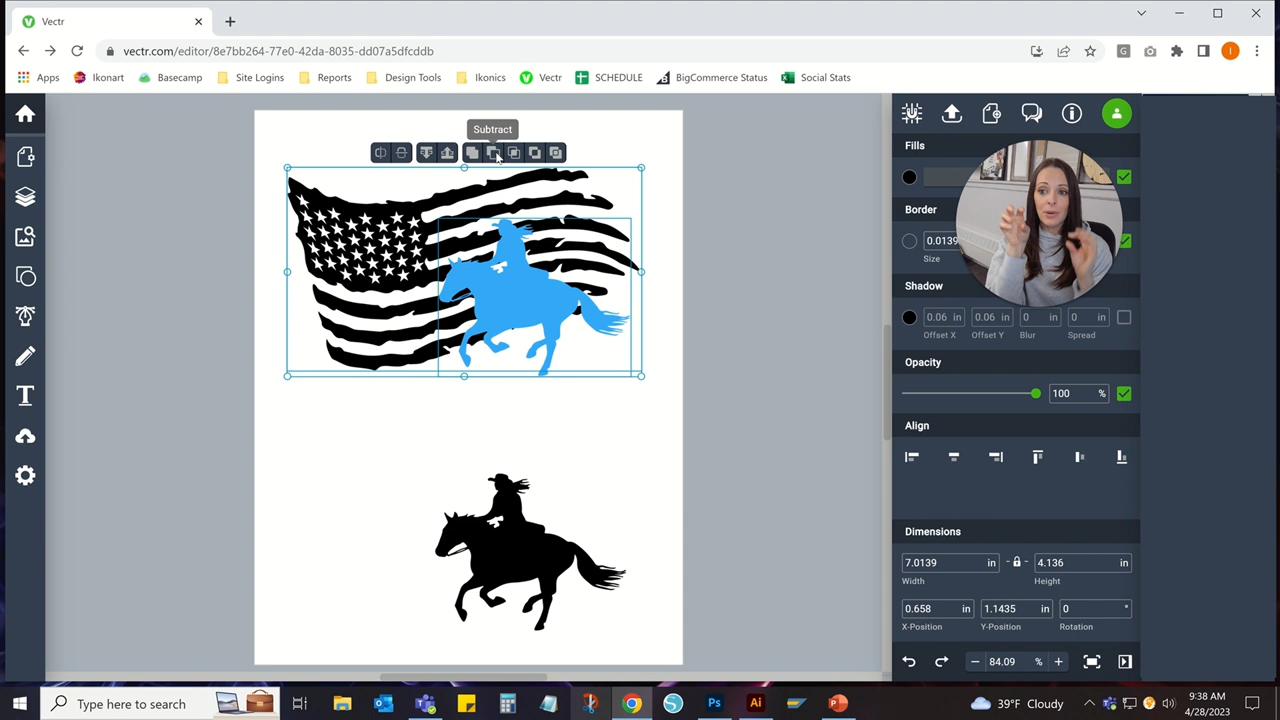 Vectr
vectr.com/editor/8e7bb264-77e0-42da-8035-dd07a5dfcddb
G
I
Apps
Ikonart
Basecamp
Site Logins
Reports
Design Tools
Ikonics
Vectr
SCHEDULE
BigCommerce Status
Social Stats
Subtract
Fills
Border
0.0139
Size
Shadow
0.06 in
0.06 in
0 in
0 in
Offset X
Offset Y
Blur
Spread
Opacity
100 %
Align
Dimensions
7.0139 in
4.136 in
Width
Height
0.658 in
1.1435 in
0 °
X-Position
Y-Position
Rotation
84.09 %
T
Type here to search
Ps
Ai
39°F Cloudy
9:38 AM
4/28/2023